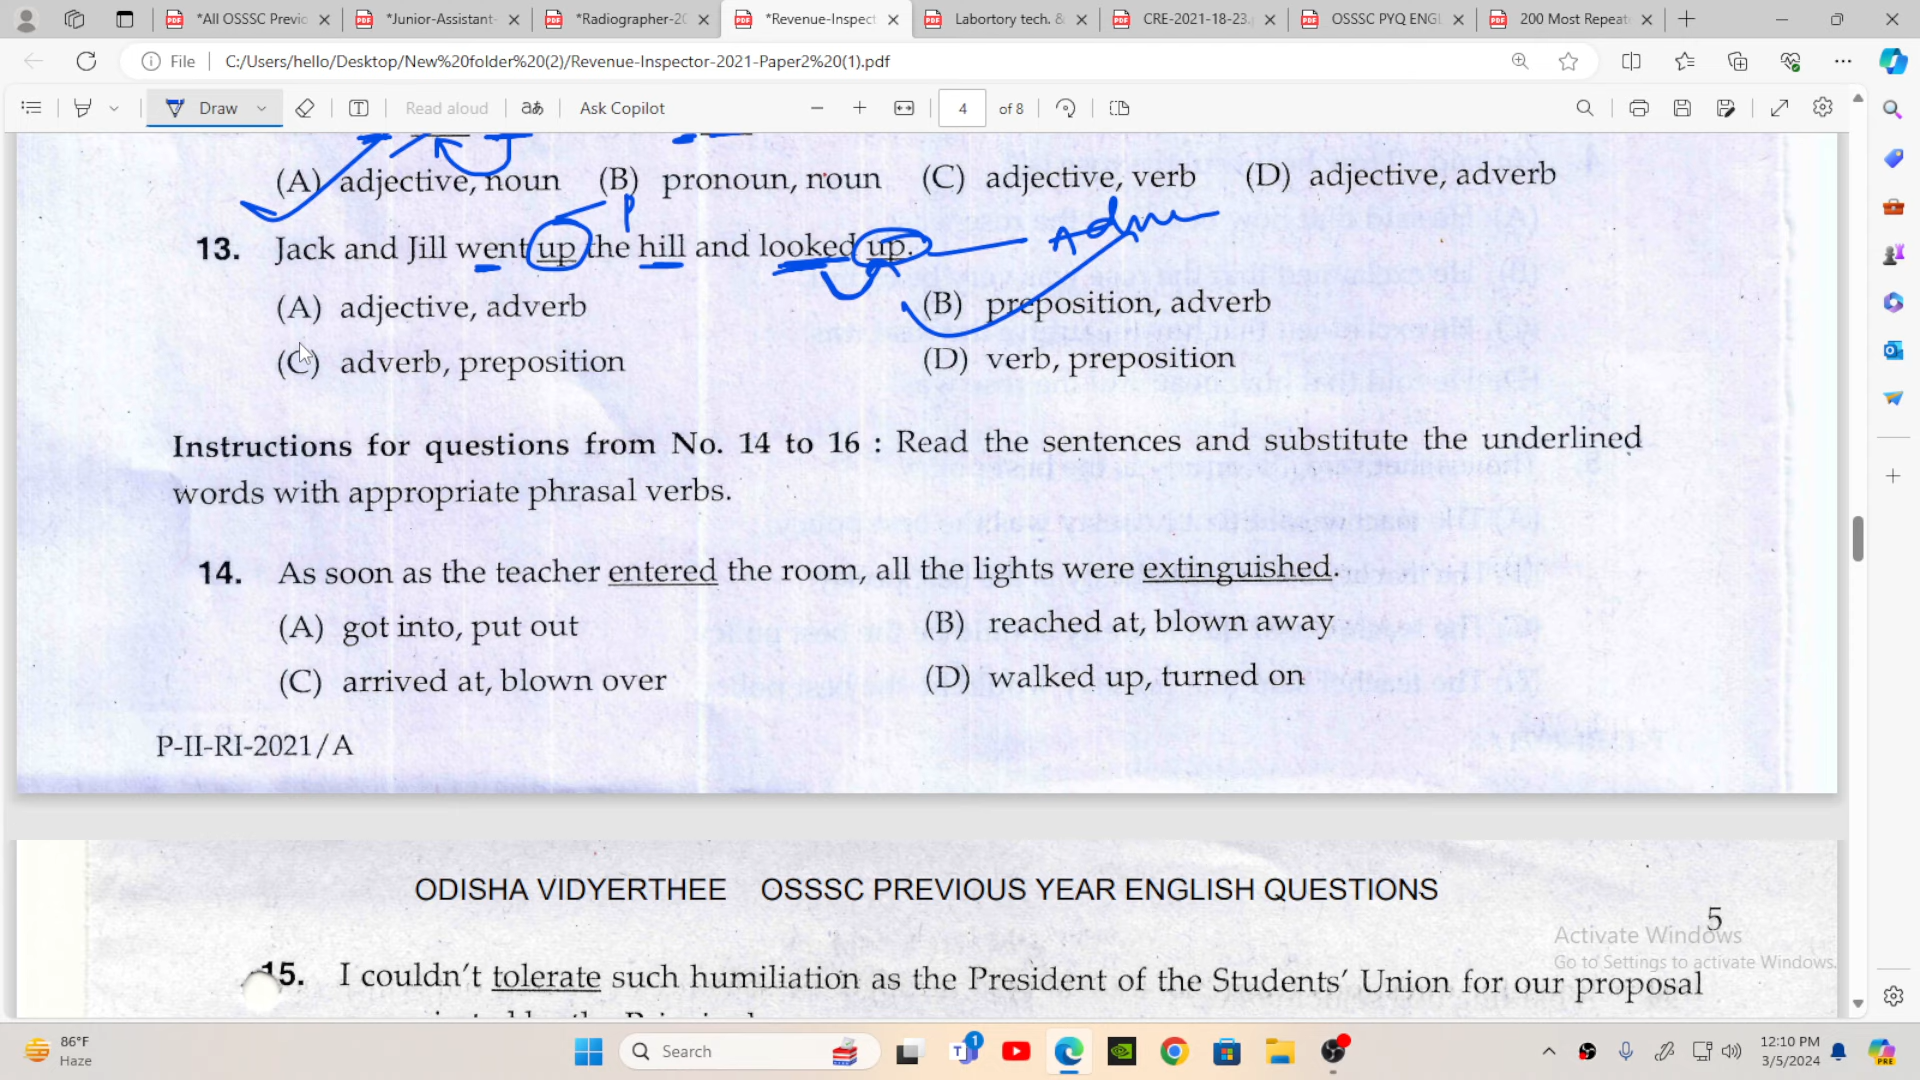 *All OSSSC Previo
*Junior-Assistant-
*Radiographer-20
*Revenue-Inspect
Labortory tech. &
CRE-2021-18-23.p
OSSSC PYQ ENGL
200 Most Repeat
File
C:/Users/hello/Desktop/New%20folder%20(2)/Revenue-Inspector-2021-Paper2%20(1).pdf
Draw
Read aloud
Ask Copilot
4
of 8
(A) adjective, noun (B) pronoun, noun (C) adjective, verb (D) adjective, adverb
P
13. Jack and Jill went up the hill and looked up.
(A) adjective, adverb (B) preposition, adverb
(C) adverb, preposition (D) verb, preposition
Instructions for questions from No. 14 to 16 : Read the sentences and substitute the underlined
words with appropriate phrasal verbs.
14. As soon as the teacher entered the room, all the lights were extinguished.
(A) got into, put out (B) reached at, blown away
(C) arrived at, blown over (D) walked up, turned on
P-II-RI-2021/A
ODISHA VIDYERTHEE OSSSC PREVIOUS YEAR ENGLISH QUESTIONS
5
Activate Windows
Go to Settings to activate Windows.
15. I couldn't tolerate such humiliation as the President of the Students' Union for our proposal
86°F
Haze
Search
1
12:10 PM
3/5/2024
PRE